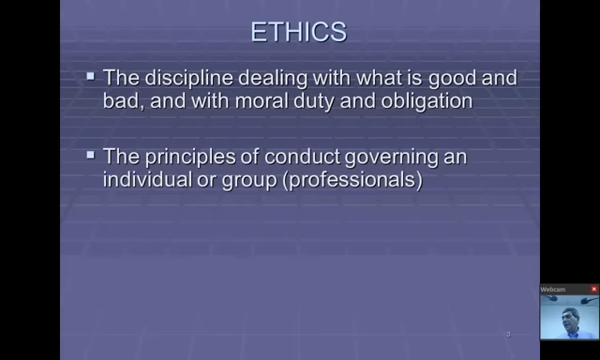 ETHICS
The discipline dealing with what is good and
bad, and with moral duty and obligation
The principles of conduct governing an
individual or group (professionals)
Webcam
3